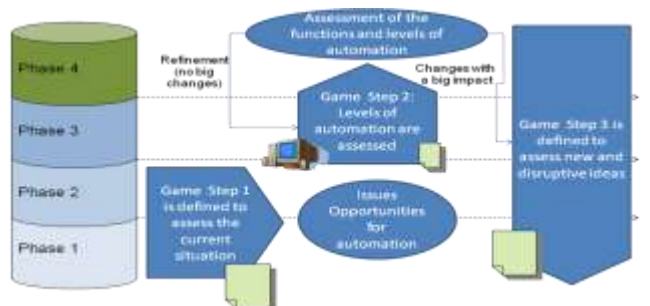 Assessment of the
functions and levels of
automation
Phase 4
Refinement
(no big
changes)
Changes with
a big impact
Game Step 2:
Levels of
automation are
assessed
Phase 3
Game Step 3 is
defined to
assess new and
disruptive ideas
Phase 2
Game Step 1
is defined to
assess the
current
situation
Issues
Opportunities
for
automation
Phase 1